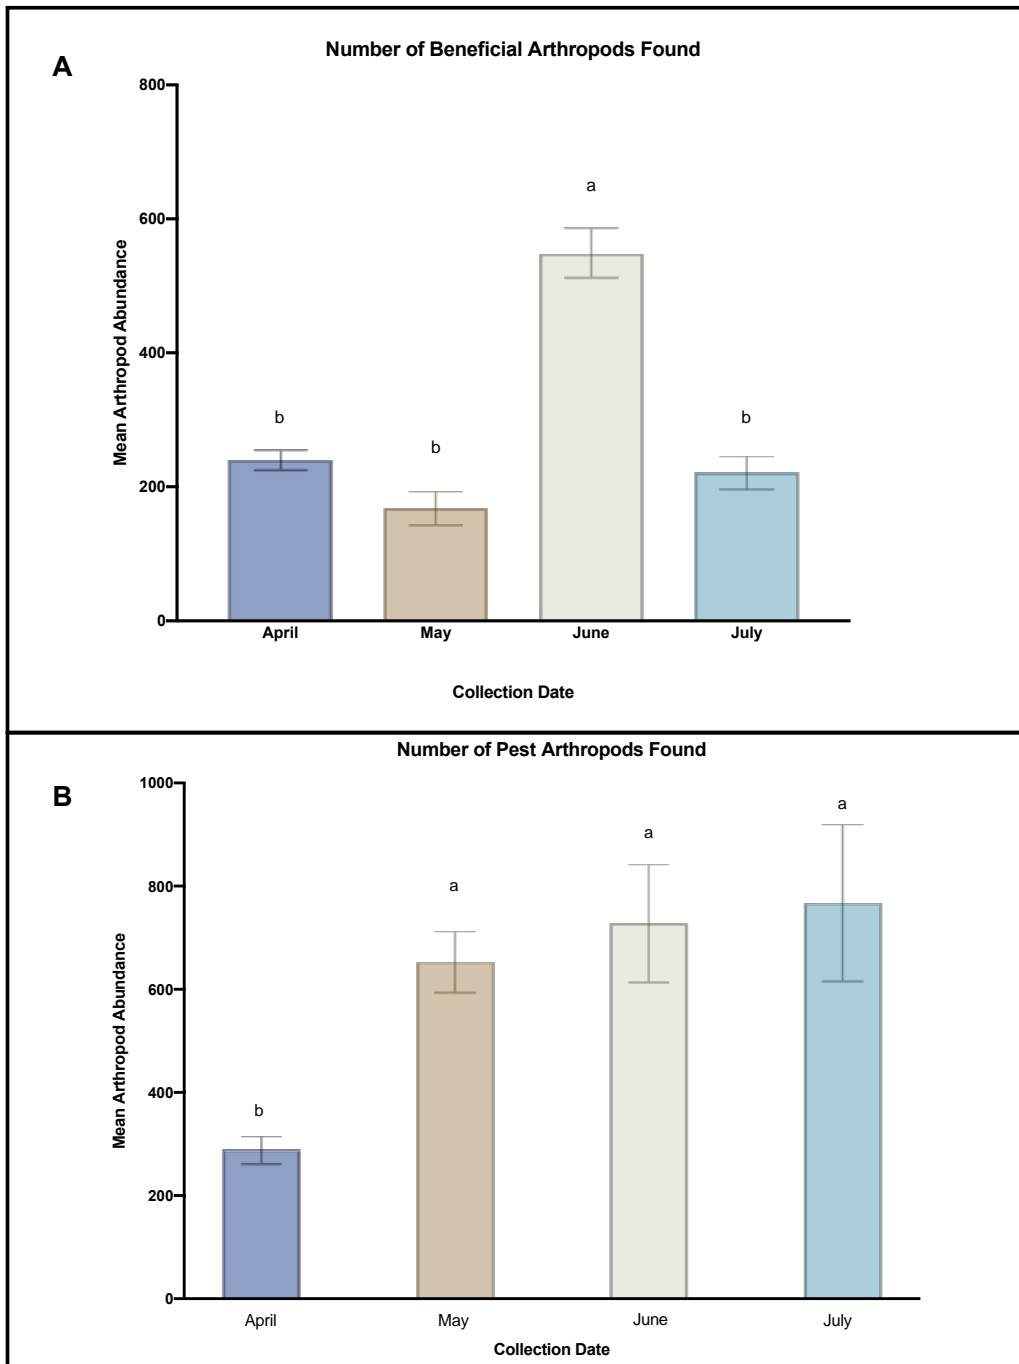 Number of Beneficial Arthropods Found
A
800
600
400
200
0
Mean Arthropod Abundance
b
b
a
b
April May June July
Collection Date
Number of Pest Arthropods Found
B
1000
800
600
400
200
0
Mean Arthropod Abundance
b
a
a
a
April May June July
Collection Date